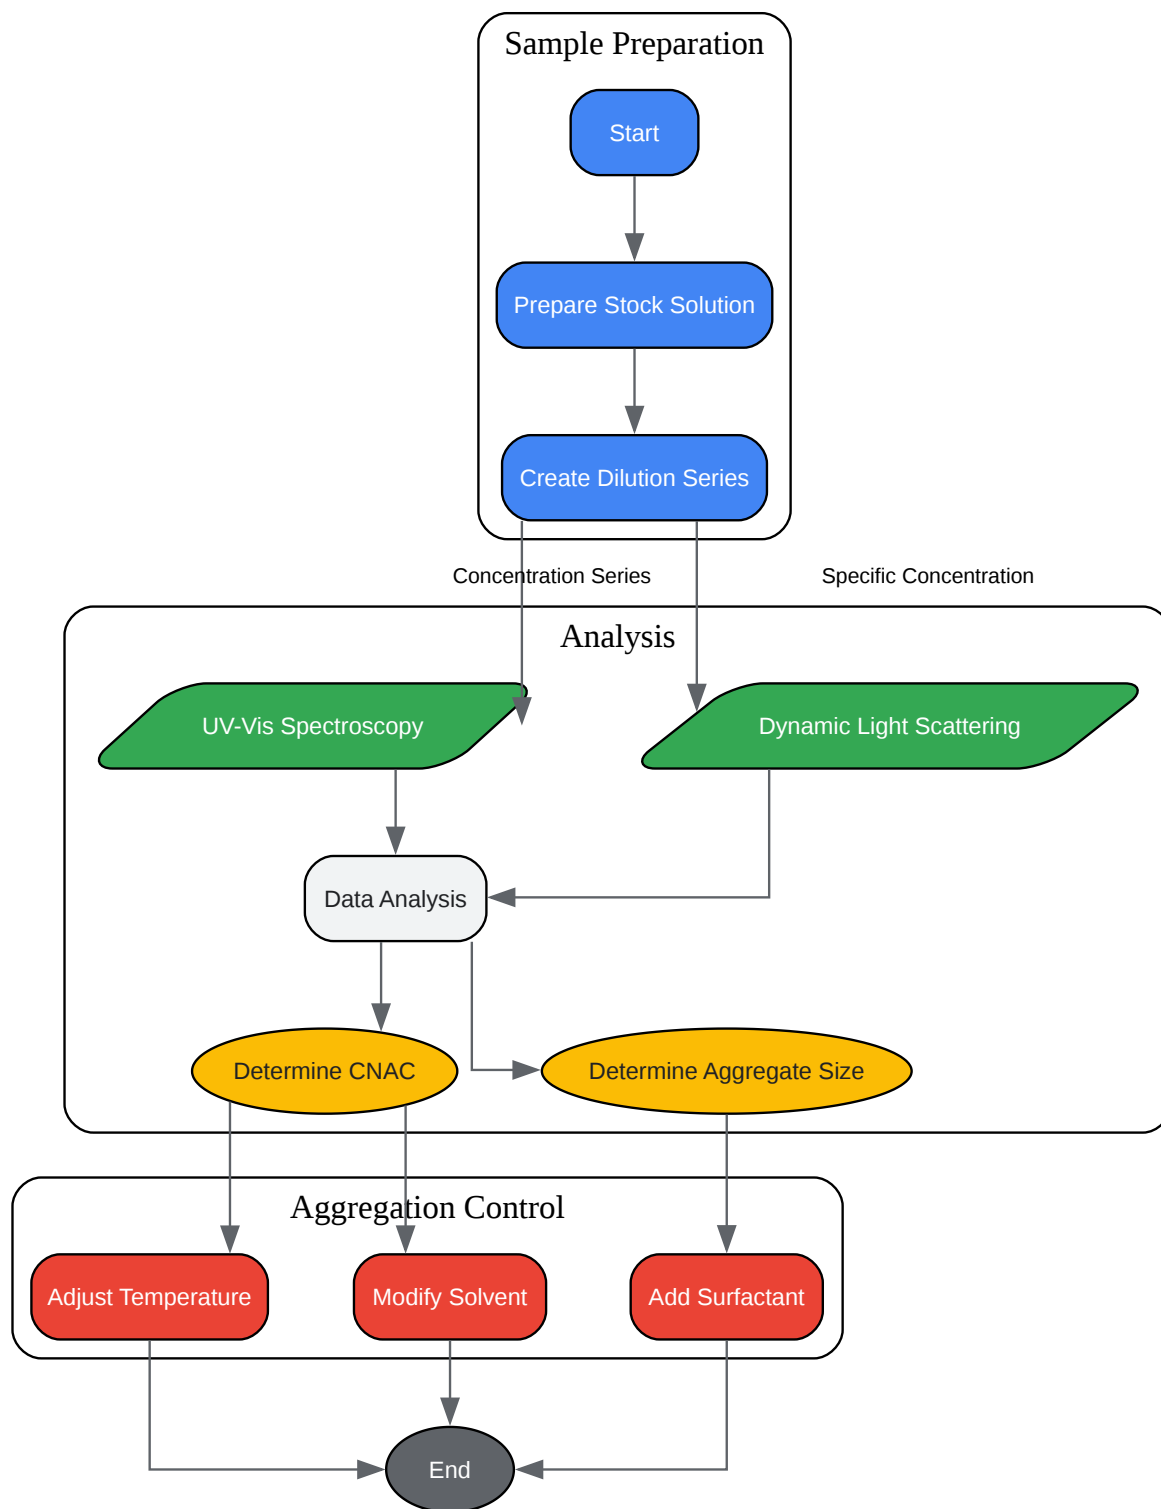 Sample Preparation
Start
Prepare Stock Solution
Create Dilution Series
Concentration Series
Specific Concentration
Analysis
UV-Vis Spectroscopy
Dynamic Light Scattering
Data Analysis
Determine CNAC
Determine Aggregate Size
Aggregation Control
Adjust Temperature
Modify Solvent
Add Surfactant
End